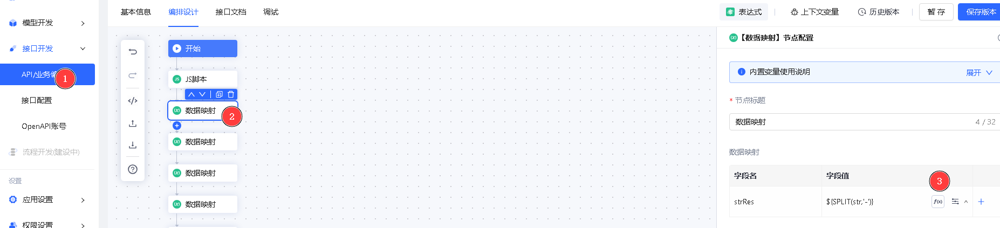 基本信息
编排设计
接口文档
调试
表达式
上下文变量
历史版本
暂 存
保存版本
模型开发
接口开发
API/业务编
1
接口配置
OpenAPI账号
流程开发(建设中)
设置
应用设置
权限设置
开始
JS脚本
数据映射
2
数据映射
数据映射
数据映射
【数据映射】节点配置
内置变量使用说明
展开
* 节点标题
数据映射
4 / 32
数据映射
字段名
字段值
3
strRes
${SPLIT(str,'-')}
f(x)